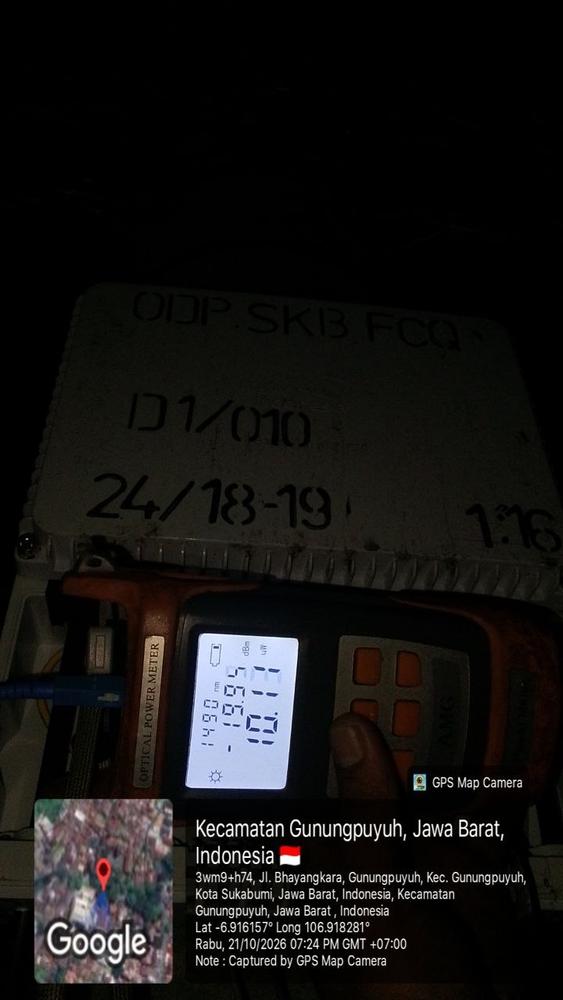 ODP SKB FCQ
D1/010
24/18-19
1:16
OPTICAL POWER METER
dBm
1490 nm
GPS Map Camera
Kecamatan Gunungpuyuh, Jawa Barat,
Indonesia 🇮🇩
3wm9+h74, Jl. Bhayangkara, Gunungpuyuh, Kec. Gunungpuyuh,
Kota Sukabumi, Jawa Barat, Indonesia, Kecamatan
Gunungpuyuh, Jawa Barat , Indonesia
Lat -6.916157° Long 106.918281°
Rabu, 21/10/2026 07:24 PM GMT +07:00
Note : Captured by GPS Map Camera
Google